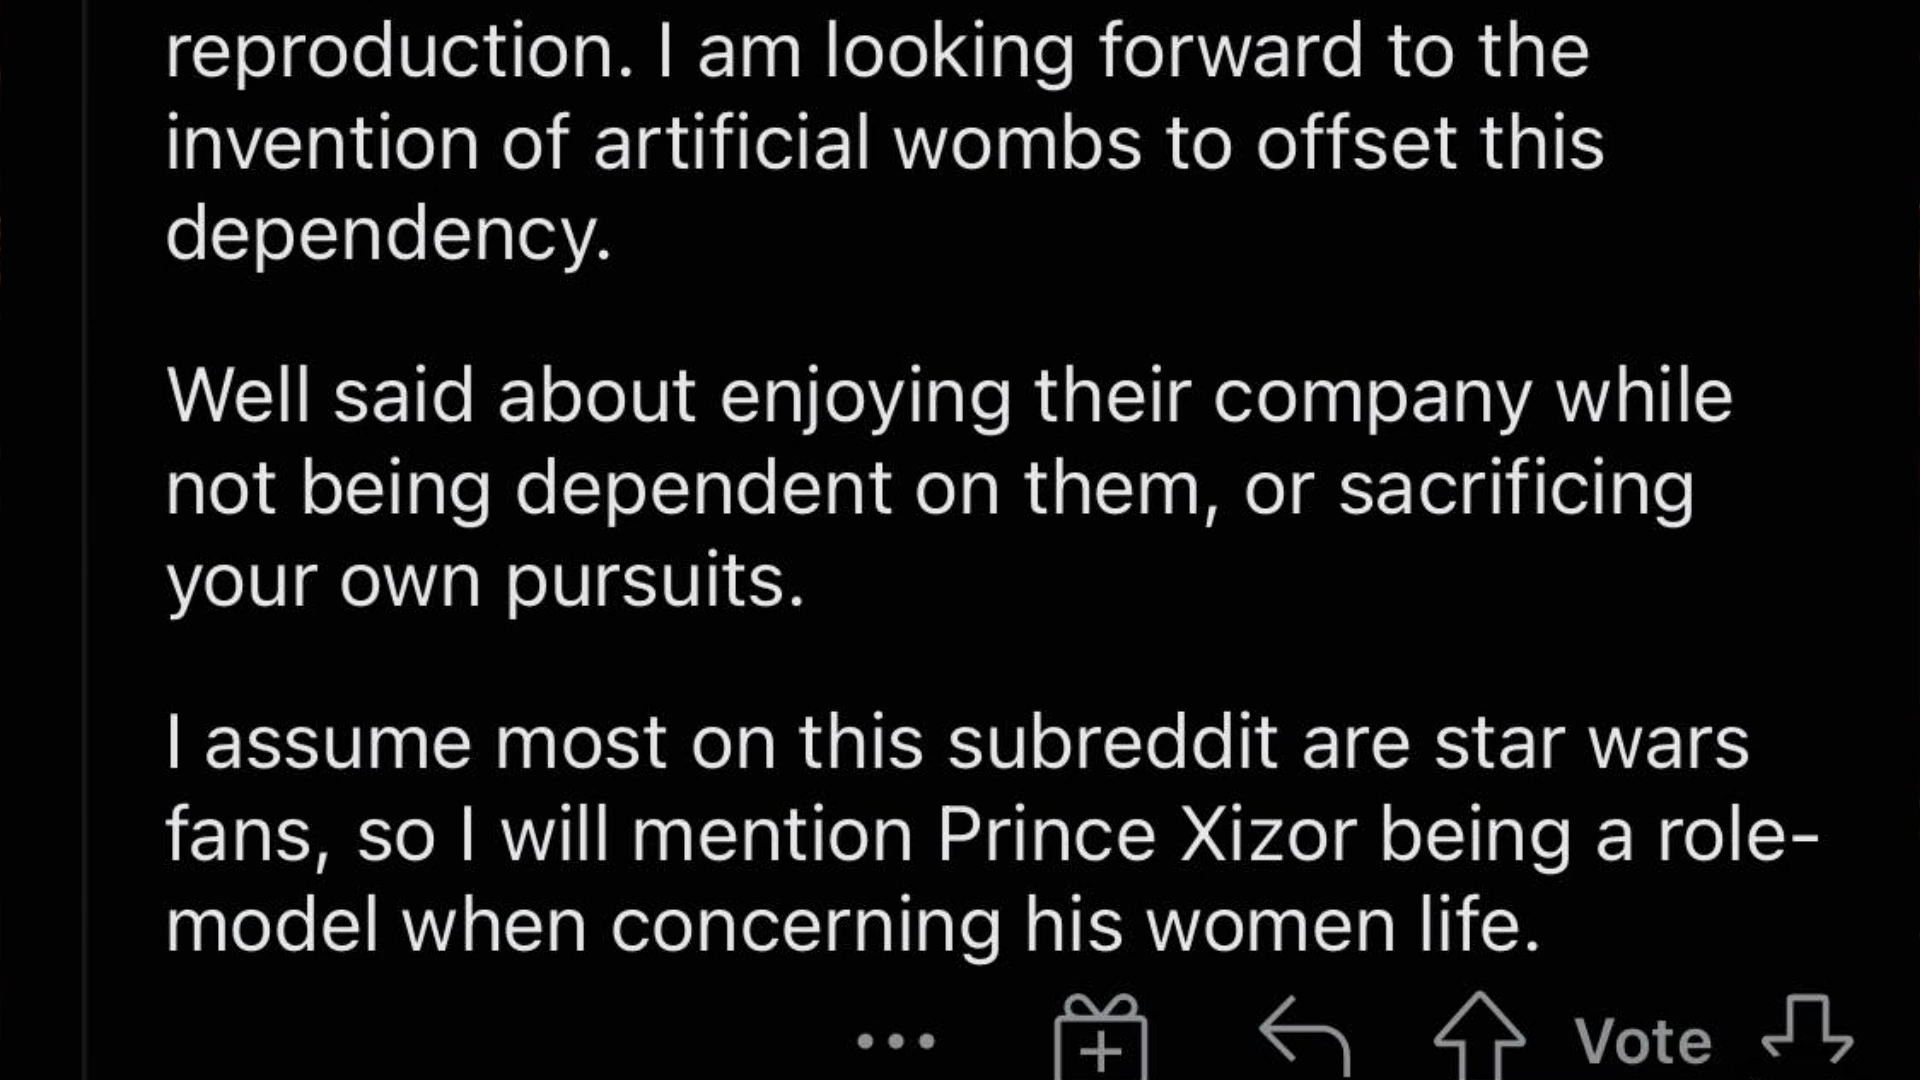 reproduction. I am looking forward to the
invention of artificial wombs to offset this
dependency.
Well said about enjoying their company while
not being dependent on them, or sacrificing
your own pursuits.
I assume most on this subreddit are star wars
fans, so I will mention Prince Xizor being a role-
model when concerning his women life.
Vote